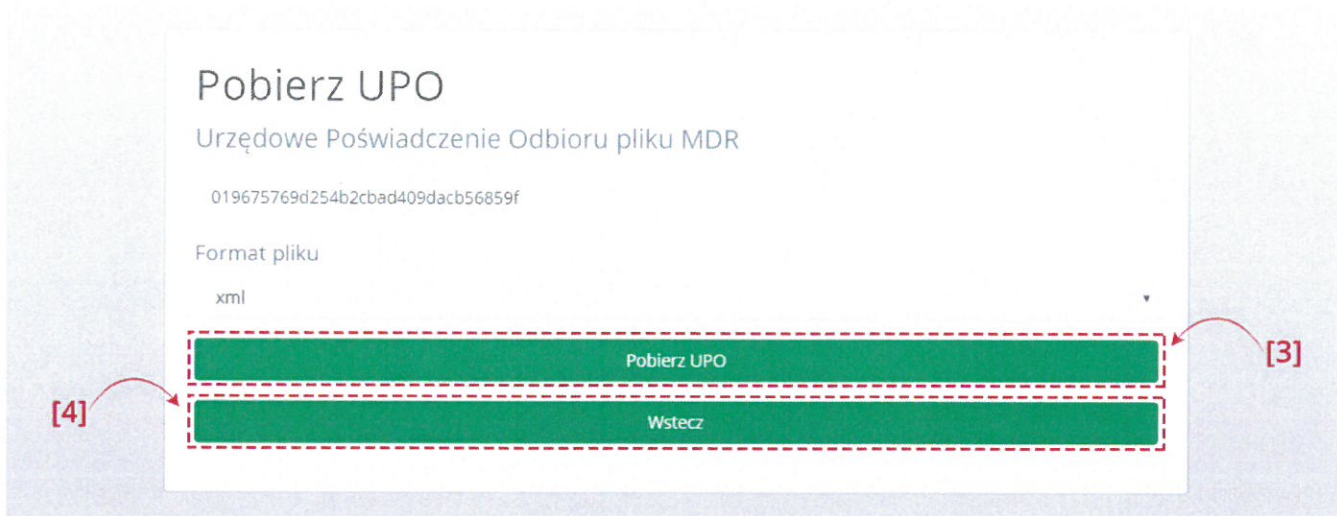 Pobierz UPO
Urzędowe Poświadczenie Odbioru pliku MDR
019675769d254b2cbad409dacb56859f
Format pliku
xml
Pobierz UPO
[3]
[4]
Wstecz